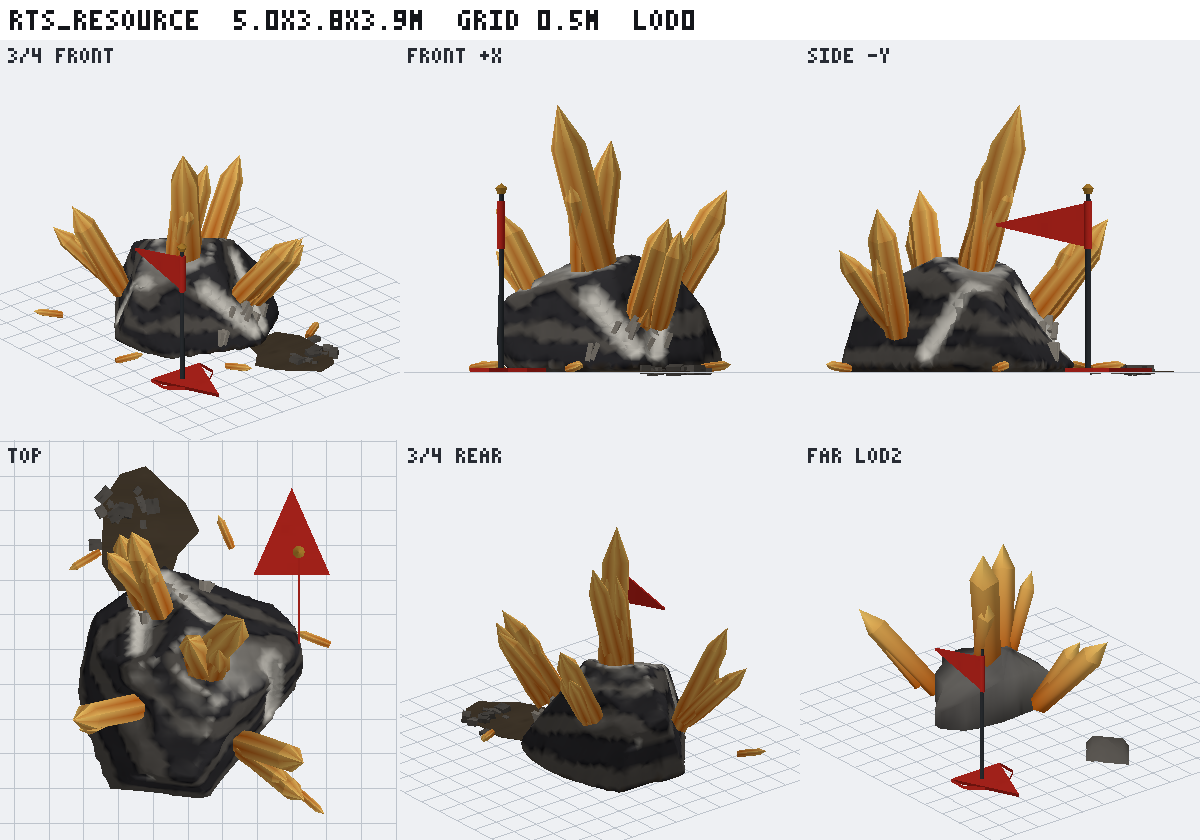 RTS_RESOURCE 5.0X3.8X3.9M GRID 0.5M LOD0
3/4 FRONT
FRONT +X
SIDE -Y
TOP
3/4 REAR
FAR LOD2